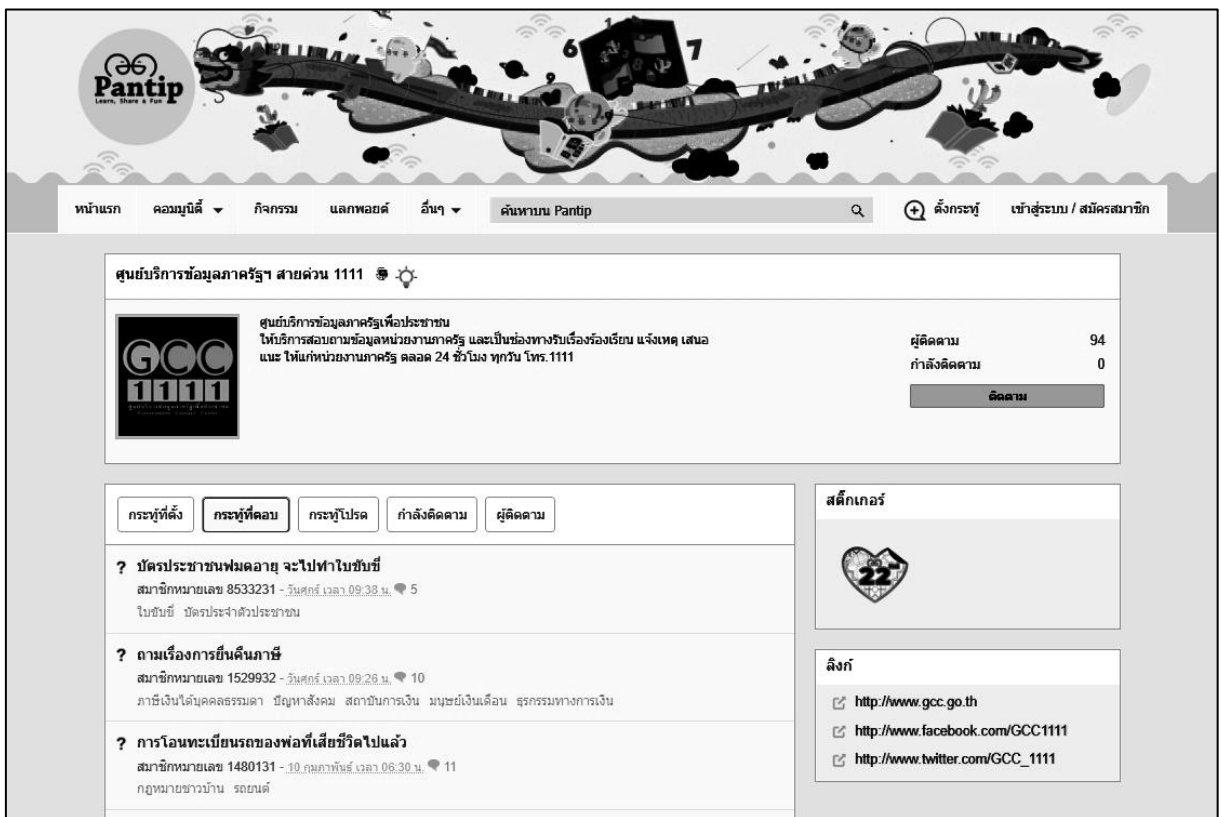 Pantip
Learn, Share & Fun
1
6
7
9
8
หน้าแรก คอมมูนิตี้ กิจกรรม แลกพอยต์ อื่นๆ ค้นหาบน Pantip ตั้งกระทู้ เข้าสู่ระบบ / สมัครสมาชิก
ศูนย์บริการข้อมูลภาครัฐฯ สายด่วน 1111
ศูนย์บริการข้อมูลภาครัฐเพื่อประชาชน
ให้บริการสอบถามข้อมูลหน่วยงานภาครัฐ และเป็นช่องทางรับเรื่องร้องเรียน แจ้งเหตุ เสนอ
แนะ ให้แก่หน่วยงานภาครัฐ ตลอด 24 ชั่วโมง ทุกวัน โทร.1111
GCC
1111
ผู้ติดตาม 94
กำลังติดตาม 0
ติดตาม
กระทู้ที่ตั้ง กระทู้ที่ตอบ กระทู้โปรด กำลังติดตาม ผู้ติดตาม
? บัตรประชาชนฟมดอายุ จะไปทำใบขับขี่
สมาชิกหมายเลข 8533231 - วันศุกร์ เวลา 09:38 น. 5
ใบขับขี่ บัตรประจำตัวประชาชน
? ถามเรื่องการยื่นคืนภาษี
สมาชิกหมายเลข 1529932 - วันศุกร์ เวลา 09:26 น. 10
ภาษีเงินได้บุคคลธรรมดา ปัญหาสังคม สถาบันการเงิน มนุษย์เงินเดือน ธุรกรรมทางการเงิน
? การโอนทะเบียนรถของพ่อที่เสียชีวิตไปแล้ว
สมาชิกหมายเลข 1480131 - 10 กุมภาพันธ์ เวลา 06:30 น. 11
กฎหมายชาวบ้าน รถยนต์
สติ๊กเกอร์
22
ลิงก์
http://www.gcc.go.th
http://www.facebook.com/GCC1111
http://www.twitter.com/GCC_1111